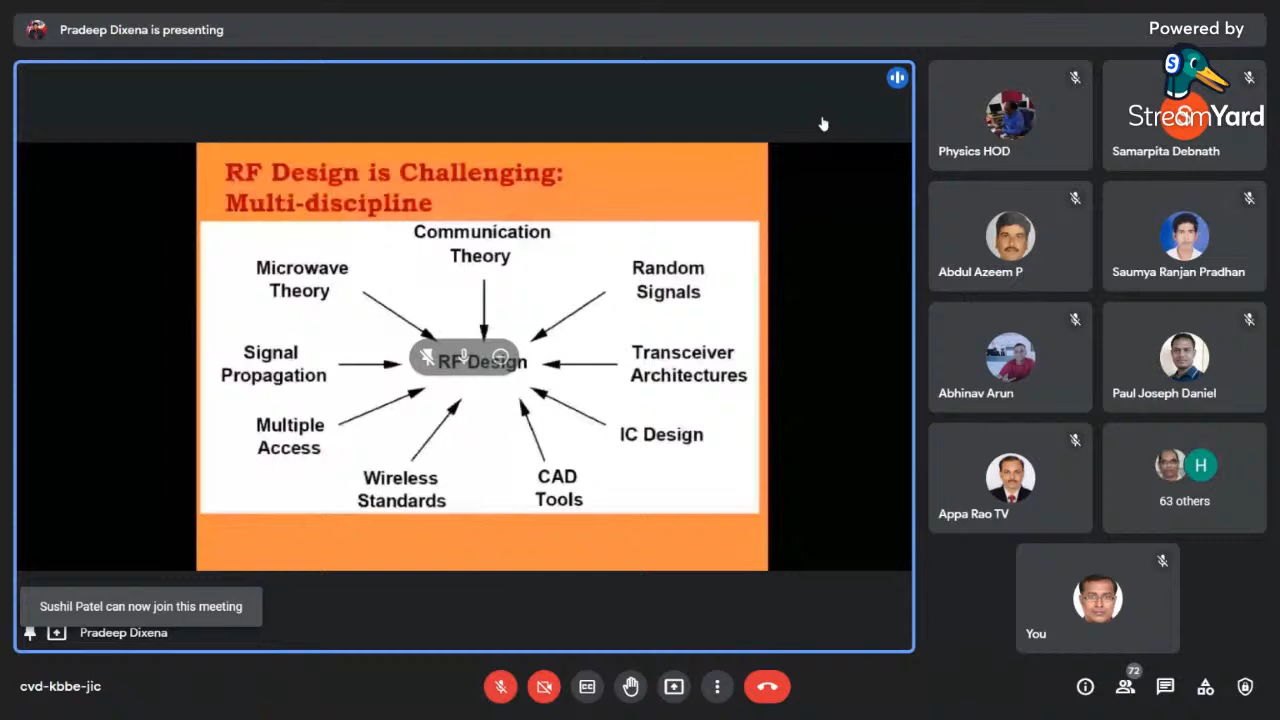 Pradeep Dixena is presenting
Powered by
StreamYard
RF Design is Challenging:
Multi-discipline
Communication
Theory
Microwave
Theory
Random
Signals
Signal
Propagation
RF Design
Transceiver
Architectures
Multiple
Access
IC Design
Wireless
Standards
CAD
Tools
Sushil Patel can now join this meeting
Pradeep Dixena
Physics HOD
S
S
Samarpita Debnath
Abdul Azeem P
Saumya Ranjan Pradhan
Abhinav Arun
Paul Joseph Daniel
Appa Rao TV
H
63 others
You
cvd-kbbe-jic
CC
72